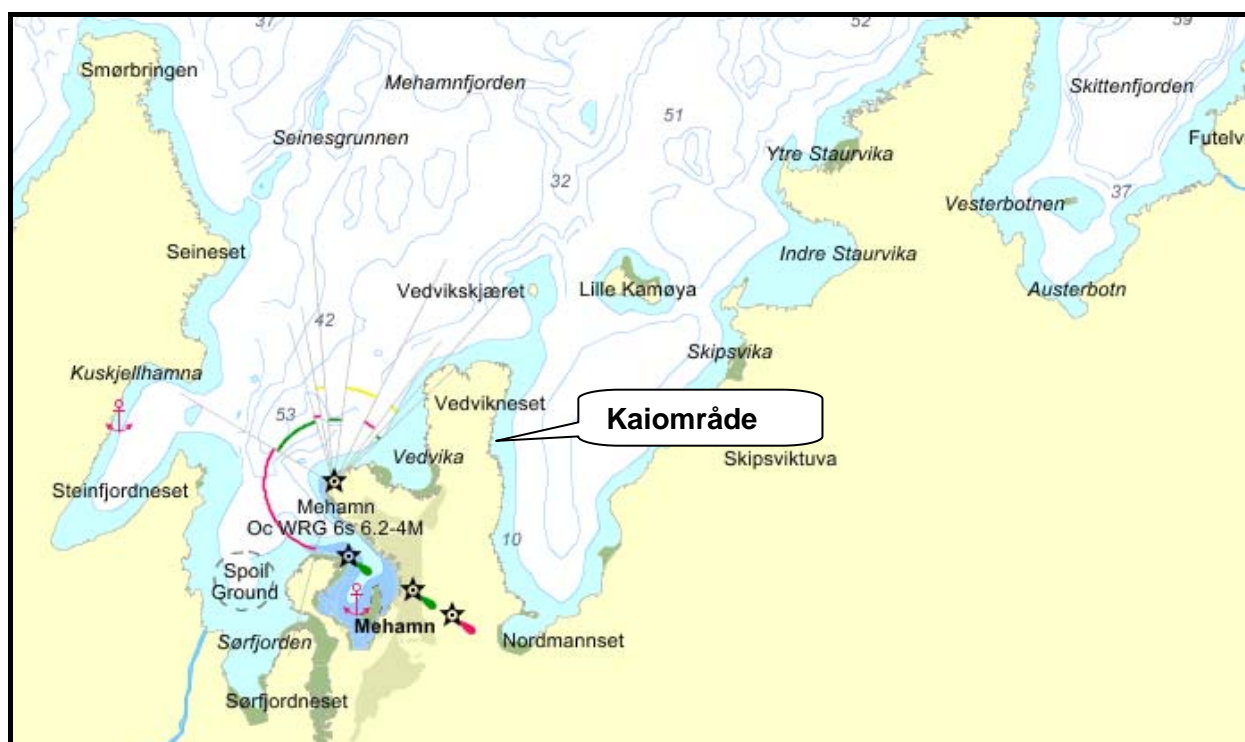 37
52
59
Smørbringen
Mehamnfjorden
Skittenfjorden
Seinesgrunnen
51
Ytre Staurvika
Futelv
32
37
Vesterbotnen
Seineset
Indre Staurvika
Vedvikskjæret
Lille Kamøya
Austerbotn
42
Skipsvika
Kuskjellhamna
Vedvikneset
Kaiområde
53
Vedvika
Skipsviktuva
Steinfjordneset
Mehamn
Oc WRG 6s 6.2-4M
10
Spoil
Ground
Mehamn
Nordmannset
Sørfjorden
Sørfjordneset